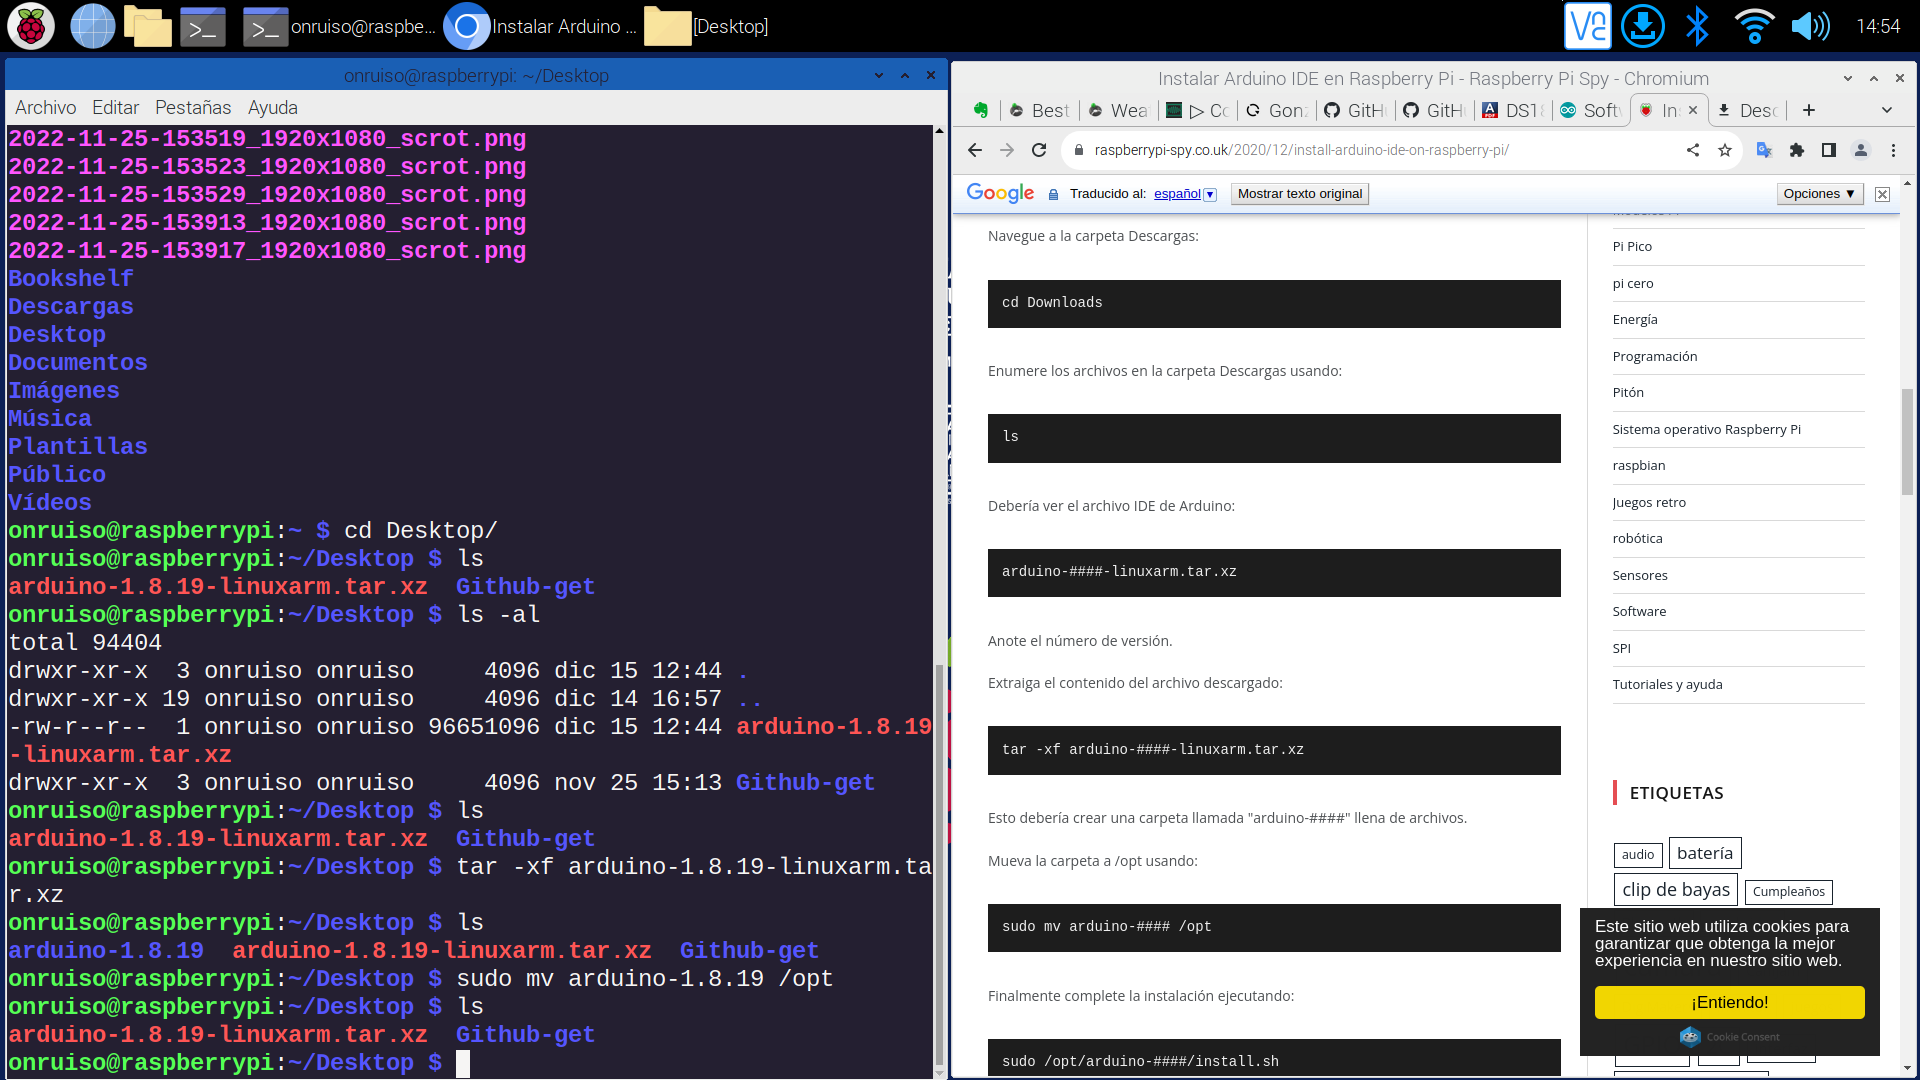 onruiso@raspbe...
Instalar Arduino ...
[Desktop]
14:54
onruiso@raspberrypi: ~/Desktop
Archivo Editar Pestañas Ayuda
2022-11-25-153519_1920x1080_scrot.png
2022-11-25-153523_1920x1080_scrot.png
2022-11-25-153529_1920x1080_scrot.png
2022-11-25-153913_1920x1080_scrot.png
2022-11-25-153917_1920x1080_scrot.png
Bookshelf
Descargas
Desktop
Documentos
Imágenes
Música
Plantillas
Público
Vídeos
onruiso@raspberrypi:~ $ cd Desktop/
onruiso@raspberrypi:~/Desktop $ ls
arduino-1.8.19-linuxarm.tar.xz  Github-get
onruiso@raspberrypi:~/Desktop $ ls -al
total 94404
drwxr-xr-x  3 onruiso onruiso     4096 dic 15 12:44 .
drwxr-xr-x 19 onruiso onruiso     4096 dic 14 16:57 ..
-rw-r--r--  1 onruiso onruiso 96651096 dic 15 12:44 arduino-1.8.19
-linuxarm.tar.xz
drwxr-xr-x  3 onruiso onruiso     4096 nov 25 15:13 Github-get
onruiso@raspberrypi:~/Desktop $ ls
arduino-1.8.19-linuxarm.tar.xz  Github-get
onruiso@raspberrypi:~/Desktop $ tar -xf arduino-1.8.19-linuxarm.ta
r.xz
onruiso@raspberrypi:~/Desktop $ ls
arduino-1.8.19  arduino-1.8.19-linuxarm.tar.xz  Github-get
onruiso@raspberrypi:~/Desktop $ sudo mv arduino-1.8.19 /opt
onruiso@raspberrypi:~/Desktop $ ls
arduino-1.8.19-linuxarm.tar.xz  Github-get
onruiso@raspberrypi:~/Desktop $
Instalar Arduino IDE en Raspberry Pi - Raspberry Pi Spy - Chromium
Best Wea Gonz GitH GitH DS18 Softw In Desc
raspberrypi-spy.co.uk/2020/12/install-arduino-ide-on-raspberry-pi/
Google Traducido al: español Mostrar texto original Opciones ▼
Navegue a la carpeta Descargas:
cd Downloads
Enumere los archivos en la carpeta Descargas usando:
ls
Debería ver el archivo IDE de Arduino:
arduino-####-linuxarm.tar.xz
Anote el número de versión.
Extraiga el contenido del archivo descargado:
tar -xf arduino-####-linuxarm.tar.xz
Esto debería crear una carpeta llamada "arduino-####" llena de archivos.
Mueva la carpeta a /opt usando:
sudo mv arduino-#### /opt
Finalmente complete la instalación ejecutando:
sudo /opt/arduino-####/install.sh
Pi Pico
pi cero
Energía
Programación
Pitón
Sistema operativo Raspberry Pi
raspbian
Juegos retro
robótica
Sensores
Software
SPI
Tutoriales y ayuda
ETIQUETAS
audio batería
clip de bayas Cumpleaños
Este sitio web utiliza cookies para
garantizar que obtenga la mejor
experiencia en nuestro sitio web.
¡Entiendo!
Cookie Consent